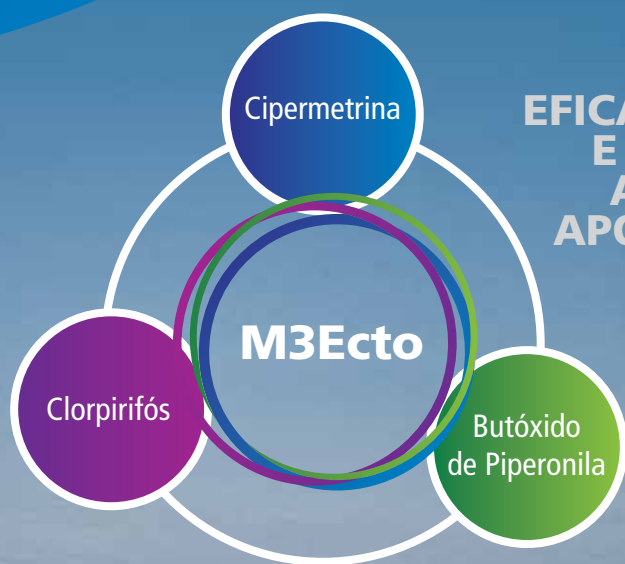 Cipermetrina
E
M3Ecto
Clorpirifós
Butóxido
de Piperonila